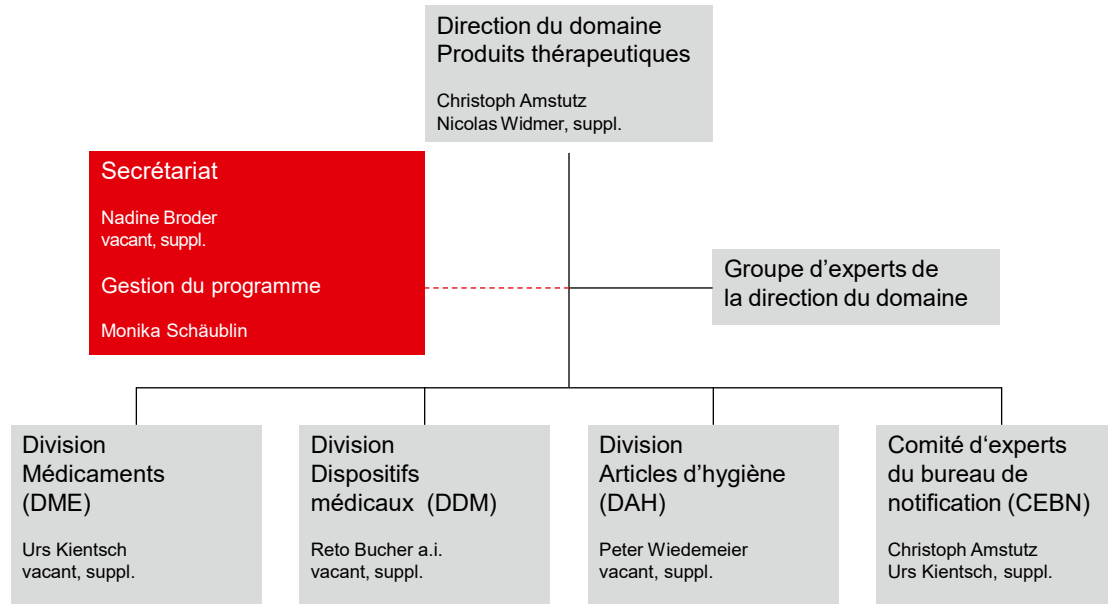 Direction du domaine
Produits thérapeutiques
Christoph Amstutz
Nicolas Widmer, suppl.
Secrétariat
Nadine Broder
vacant, suppl.
Gestion du programme
Monika Schäublin
Groupe d’experts de
la direction du domaine
Division
Médicaments
(DME)
Urs Kientsch
vacant, suppl.
Division
Dispositifs
médicaux (DDM)
Reto Bucher a.i.
vacant, suppl.
Division
Articles d’hygiène
(DAH)
Peter Wiedemeier
vacant, suppl.
Comité d‘experts
du bureau de
notification (CEBN)
Christoph Amstutz
Urs Kientsch, suppl.